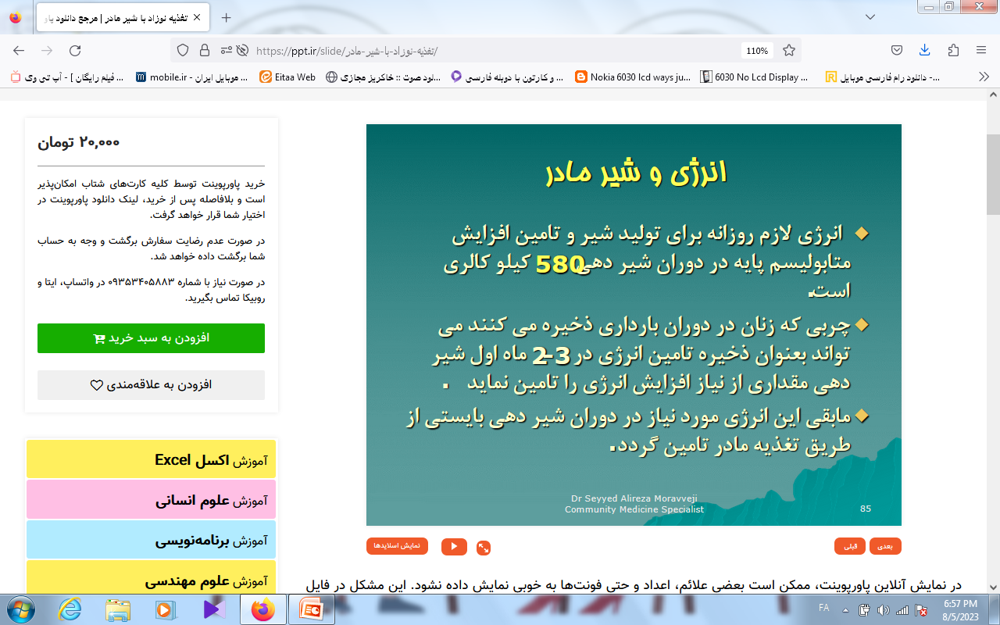 تغذیه نوزاد با شیر مادر | مرجع دانلود پاو
https://ppt.ir/slide/تغذیه-نوزاد-با-شیر-مادر/
110%
فیلم رایگان ] - آپ تی وی ...
mobile.ir - موبایل ایران ...
Eitaa Web
لود صوت :: خاکریز مجازی...
و کارتون با دوبله فارسی ...
Nokia 6030 lcd ways ju...
6030 No Lcd Display ...
دانلود رام فارسی موبایل -...
۲۰,۰۰۰ تومان
خرید پاورپوینت توسط کلیه کارت‌های شتاب امکان‌پذیر
است و بلافاصله پس از خرید، لینک دانلود پاورپوینت در
اختیار شما قرار خواهد گرفت.
در صورت عدم رضایت سفارش برگشت و وجه به حساب
شما برگشت داده خواهد شد.
در صورت نیاز با شماره ۰۹۳۵۳۴۰۵۸۸۳ در واتساپ، ایتا و
روبیکا تماس بگیرید.
افزودن به سبد خرید
افزودن به علاقه‌مندی
آموزش اکسل Excel
آموزش علوم انسانی
آموزش برنامه‌نویسی
آموزش علوم مهندسی
انرژی و شیر مادر
انرژی لازم روزانه برای تولید شیر و تامین افزایش
متابولیسم پایه در دوران شیر دهی580 کیلو کالری
است.
چربی که زنان در دوران بارداری ذخیره می کنند می
تواند بعنوان ذخیره تامین انرژی در 3-2 ماه اول شیر
دهی مقداری از نیاز افزایش انرژی را تامین نماید .
مابقی این انرژی مورد نیاز در دوران شیر دهی بایستی از
طریق تغذیه مادر تامین گردد.
Dr Seyyed Alireza Moravveji
Community Medicine Specialist
85
نمایش اسلایدها
قبلی
بعدی
در نمایش آنلاین پاورپوینت، ممکن است بعضی علائم، اعداد و حتی فونت‌ها به خوبی نمایش داده نشود. این مشکل در فایل
FA
6:57 PM
8/5/2023